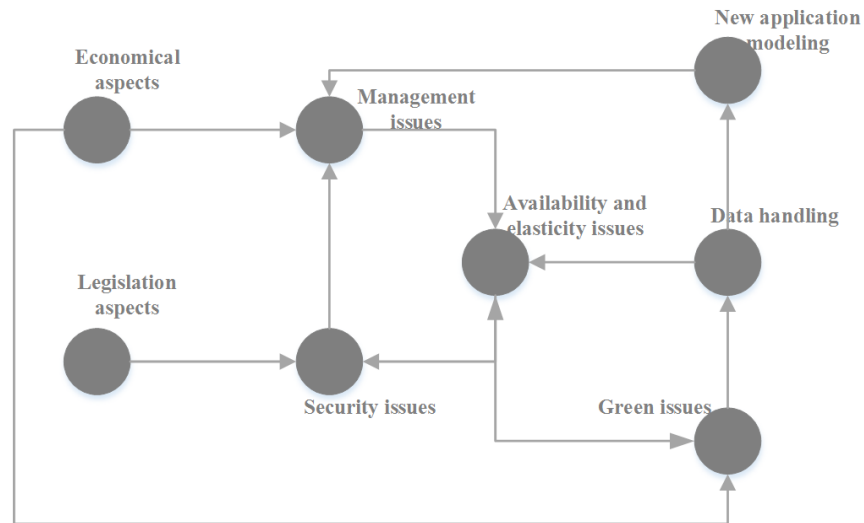 New application
modeling
Economical
aspects
Management
issues
Availability and
elasticity issues
Data handling
Legislation
aspects
Security issues
Green issues